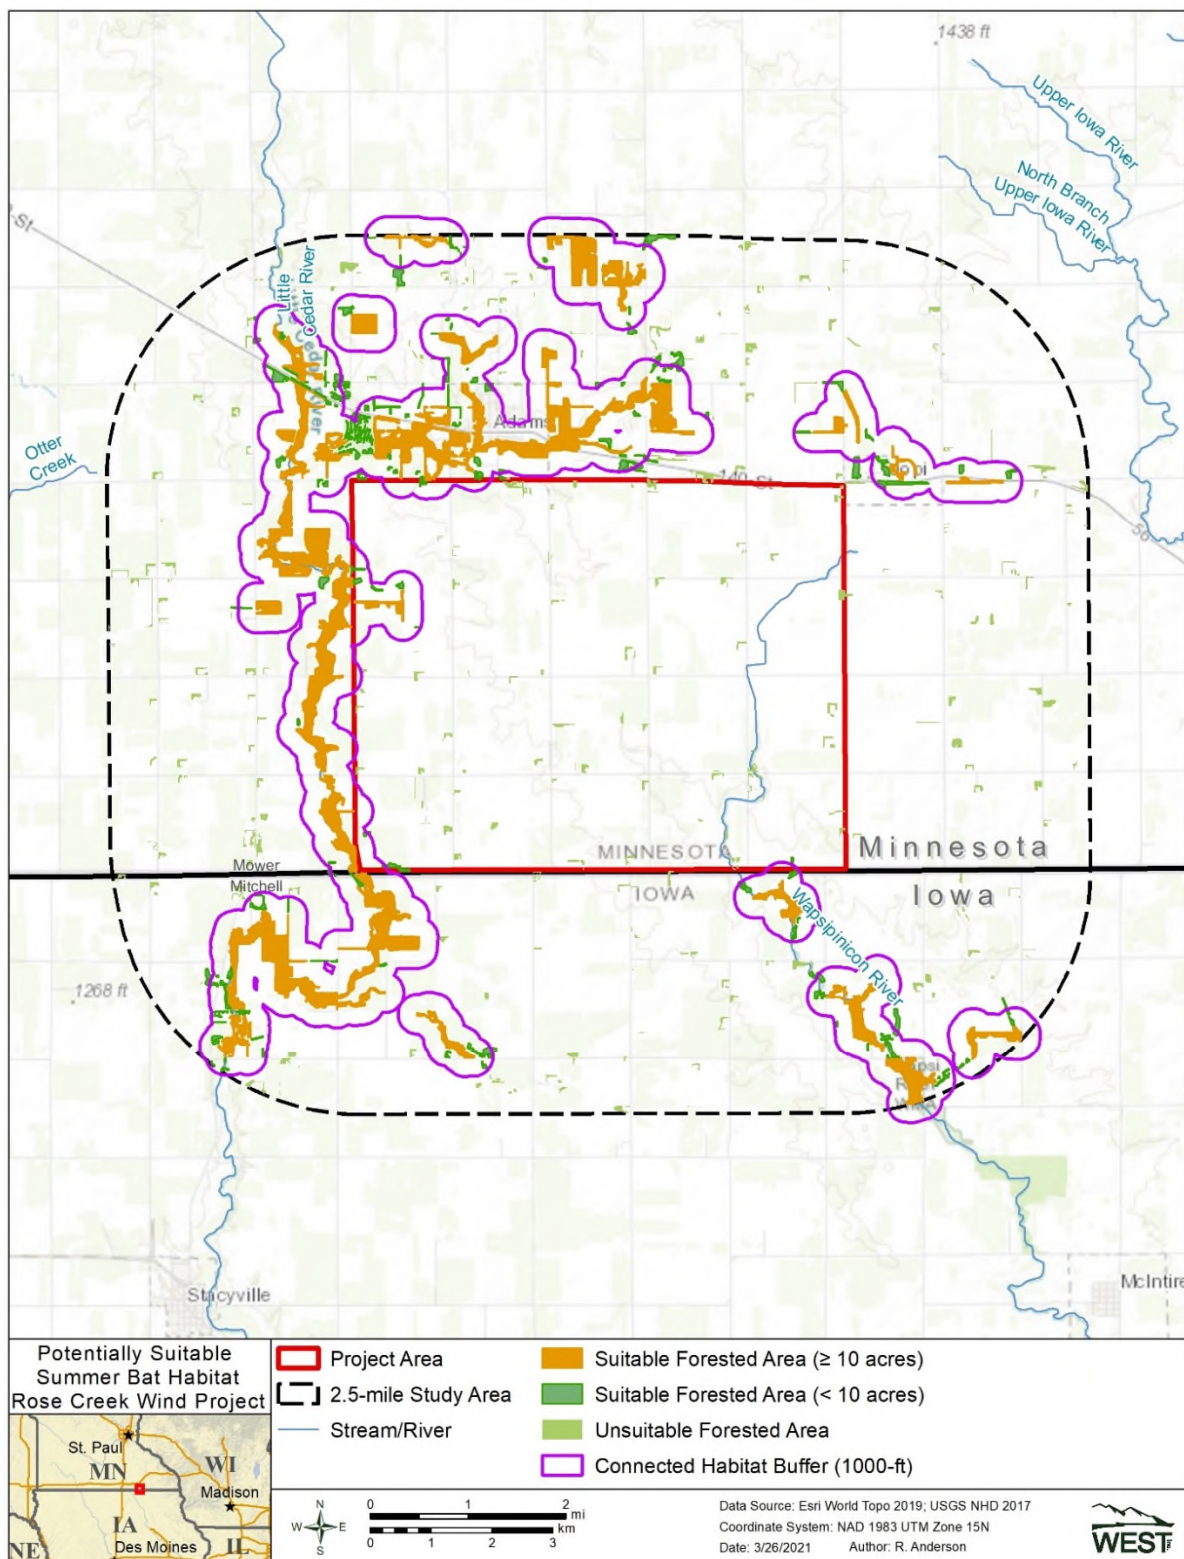 1438 ft
Upper Iowa
River
North Branch
Upper Iowa River
-St
Little
Cedar River
Otter
Creek
Adams
140 St
56
MINNESOTA
Minnesota
Mower
Mitchell
IOWA
Iowa
Wapsipinicon River
1268 ft
WMA
Stacyville
McIntire
Potentially Suitable
Summer Bat Habitat
Rose Creek Wind Project
St. Paul
MN
WI
Madison
IA
Des Moines
IL
NE
Project Area
2.5-mile Study Area
Stream/River
Suitable Forested Area (≥ 10 acres)
Suitable Forested Area (< 10 acres)
Unsuitable Forested Area
Connected Habitat Buffer (1000-ft)
N
W E
S
0 1 2
mi
km
0 1 2 3
Data Source: Esri World Topo 2019; USGS NHD 2017
Coordinate System: NAD 1983 UTM Zone 15N
Date: 3/26/2021 Author: R. Anderson
WEST Inc.